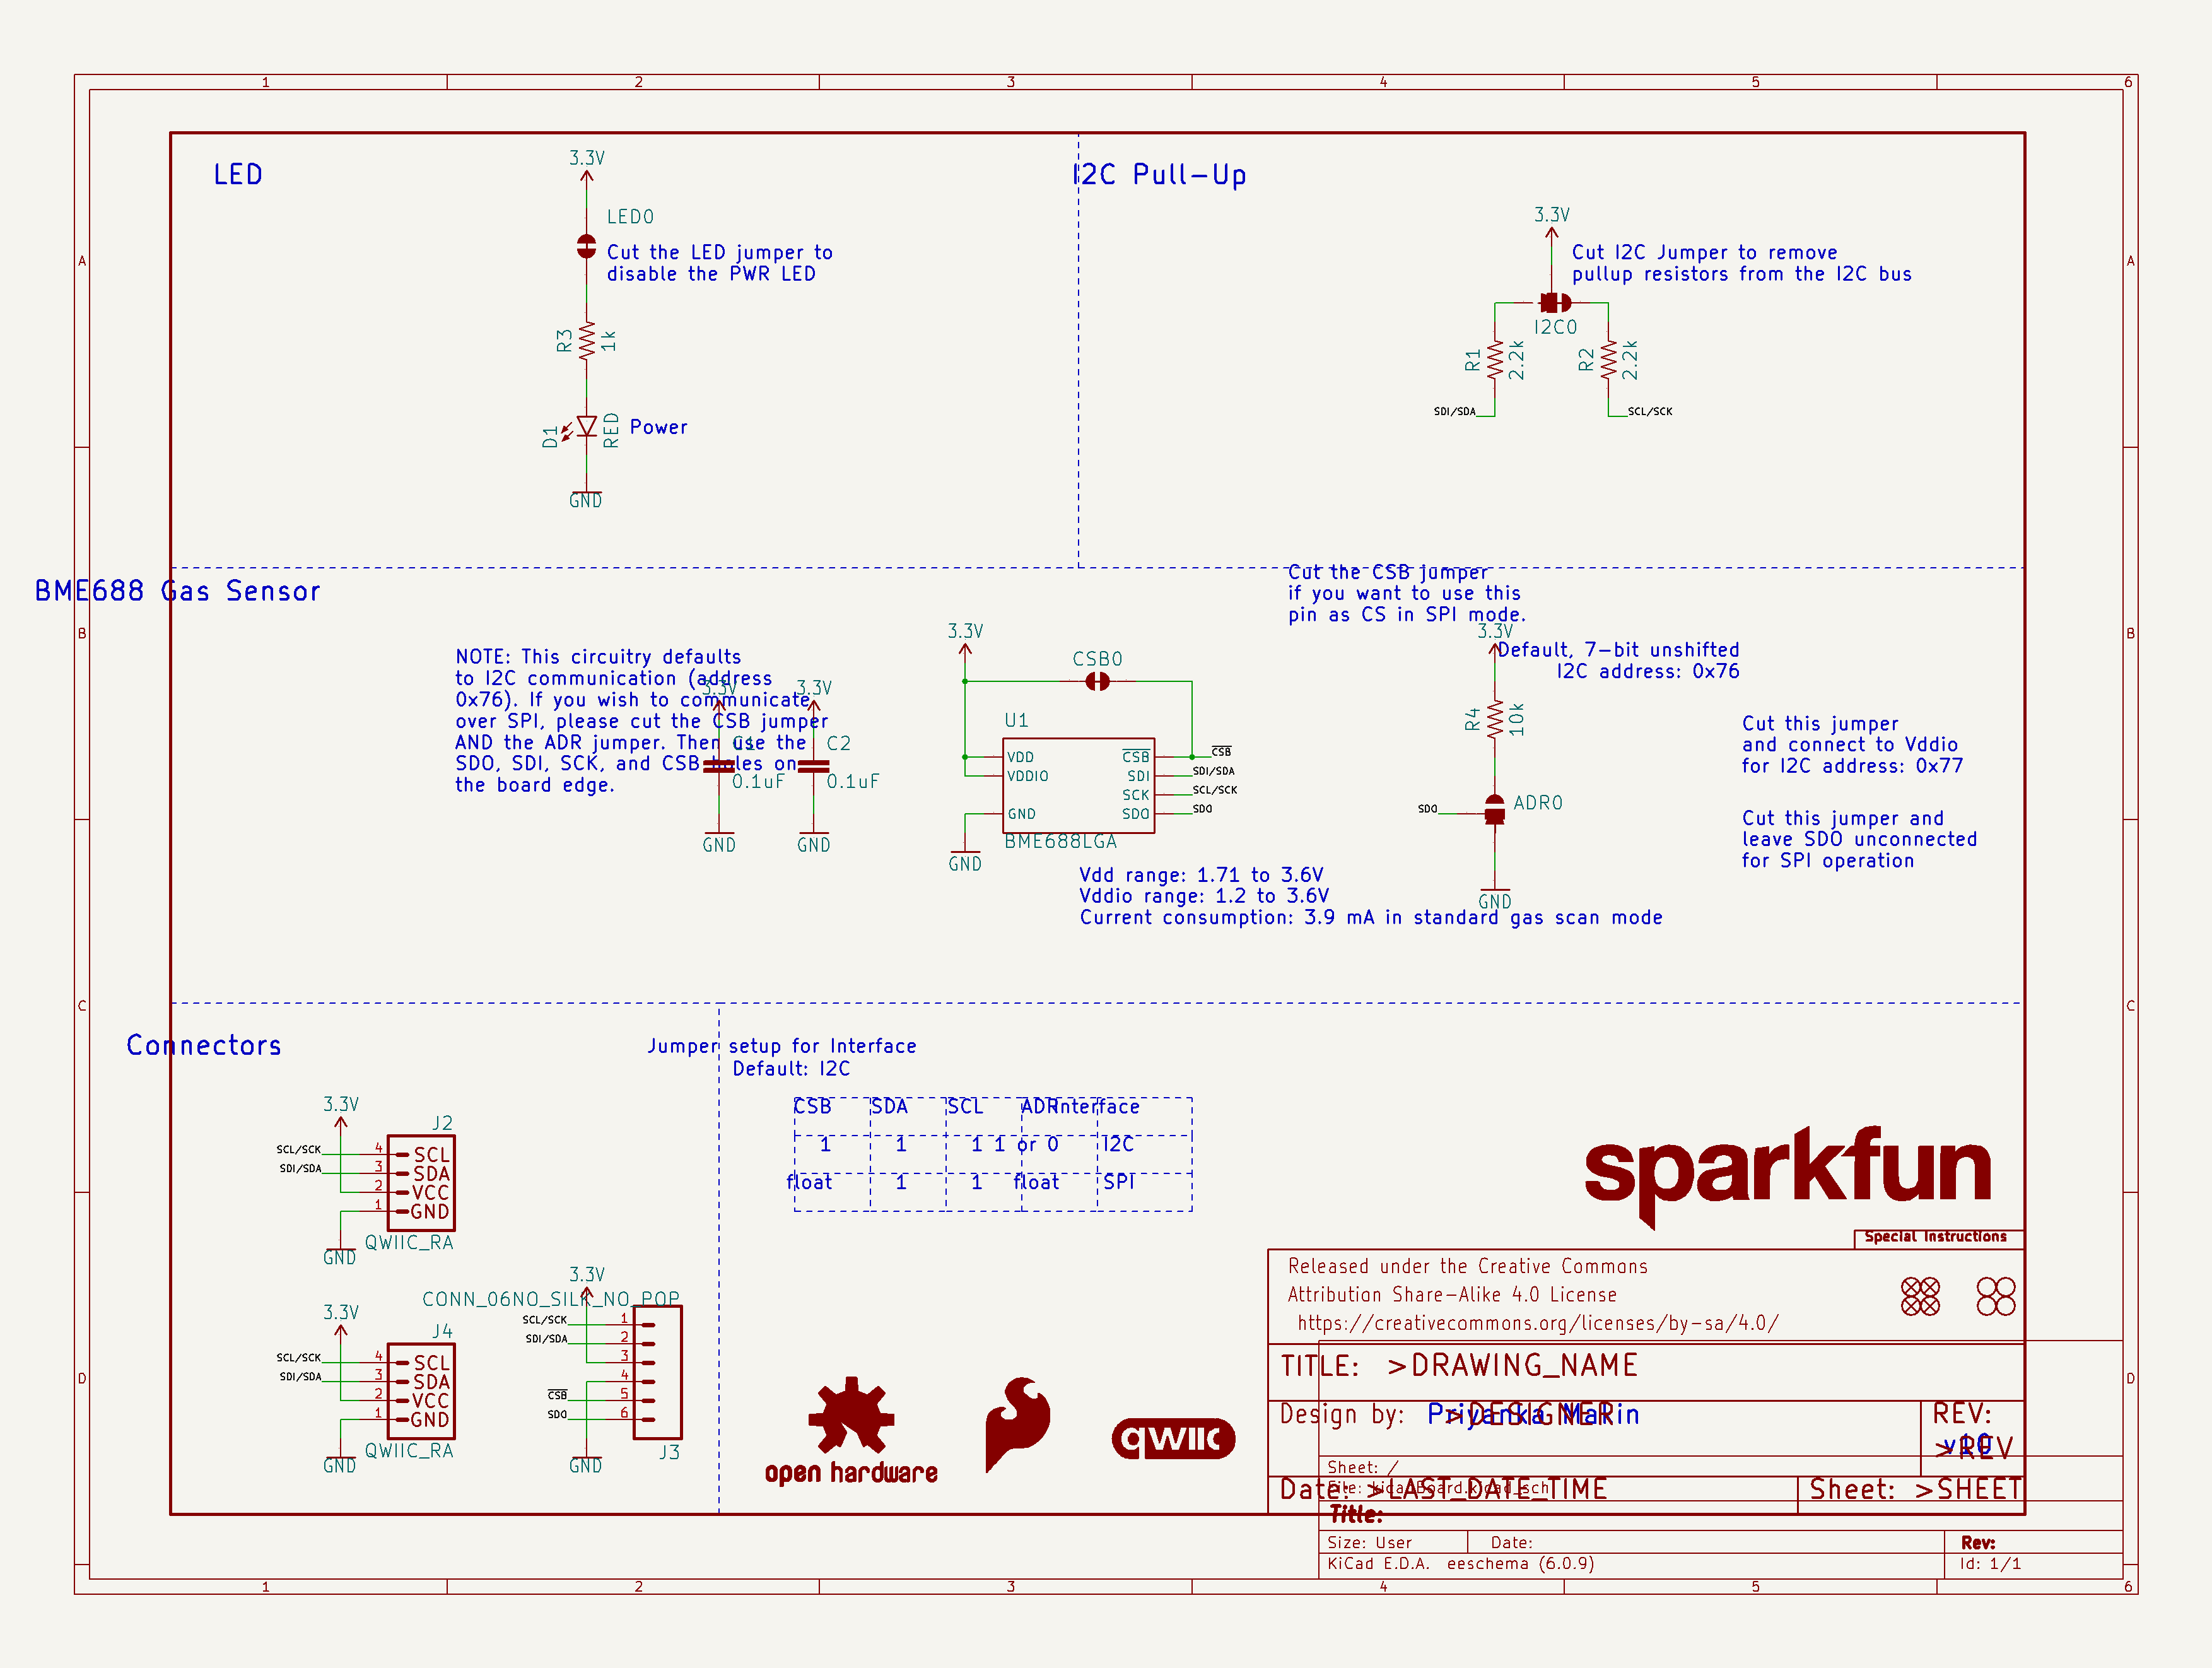 1 2 3 4 5 6
A
B
C
D
A
B
C
D
LED
3.3V
LED0
Cut the LED jumper to
disable the PWR LED
R3
1k
D1
RED
Power
GND
I2C Pull-Up
3.3V
Cut I2C Jumper to remove
pullup resistors from the I2C bus
I2C0
R1
2.2k
R2
2.2k
SDI/SDA
SCL/SCK
BME688 Gas Sensor
NOTE: This circuitry defaults
to I2C communication (address
0x76). If you wish to communicate
over SPI, please cut the CSB jumper
AND the ADR jumper. Then use the
SDO, SDI, SCK, and CSB holes on
the board edge.
3.3V
C1
0.1uF
GND
3.3V
C2
0.1uF
GND
3.3V
CSB0
U1
VDD
VDDIO
GND
CSB
SDI
SCK
SDO
CSB
SDI/SDA
SCL/SCK
SDO
BME688LGA
GND
Vdd range: 1.71 to 3.6V
Vddio range: 1.2 to 3.6V
Current consumption: 3.9 mA in standard gas scan mode
Cut the CSB jumper
if you want to use this
pin as CS in SPI mode.
3.3V
Default, 7-bit unshifted
I2C address: 0x76
R4
10k
SDO
ADR0
GND
Cut this jumper
and connect to Vddio
for I2C address: 0x77
Cut this jumper and
leave SDO unconnected
for SPI operation
Connectors
3.3V
J2
SCL/SCK 4 SCL
SDI/SDA 3 SDA
2 VCC
1 GND
GND
QWIIC_RA
3.3V
J4
SCL/SCK 4 SCL
SDI/SDA 3 SDA
2 VCC
1 GND
GND
QWIIC_RA
3.3V
CONN_06NO_SILK_NO_POP
SCL/SCK 1
SDI/SDA 2
3
4
CSB 5
SDO 6
GND
J3
Jumper setup for Interface
Default: I2C
CSB SDA SCL ADR Interface
1 1 1 1 or 0 I2C
float 1 1 float SPI
open hardware
qwiic
sparkfun
Special Instructions
Released under the Creative Commons
Attribution Share-Alike 4.0 License
https://creativecommons.org/licenses/by-sa/4.0/
TITLE: >DRAWING_NAME
Design by: Priyanka Makin
>DESIGNER
REV:
v10
>REV
Date: >LAST_DATE_TIME
Sheet: >SHEET
Sheet: /
File: kicadBoard.kicad_sch
Title:
Size: User
Date:
Rev:
KiCad E.D.A. eeschema (6.0.9)
Id: 1/1
1 2 3 4 5 6